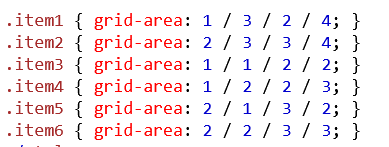 .item1 { grid-area: 1 / 3 / 2 / 4; }
.item2 { grid-area: 2 / 3 / 3 / 4; }
.item3 { grid-area: 1 / 1 / 2 / 2; }
.item4 { grid-area: 1 / 2 / 2 / 3; }
.item5 { grid-area: 2 / 1 / 3 / 2; }
.item6 { grid-area: 2 / 2 / 3 / 3; }